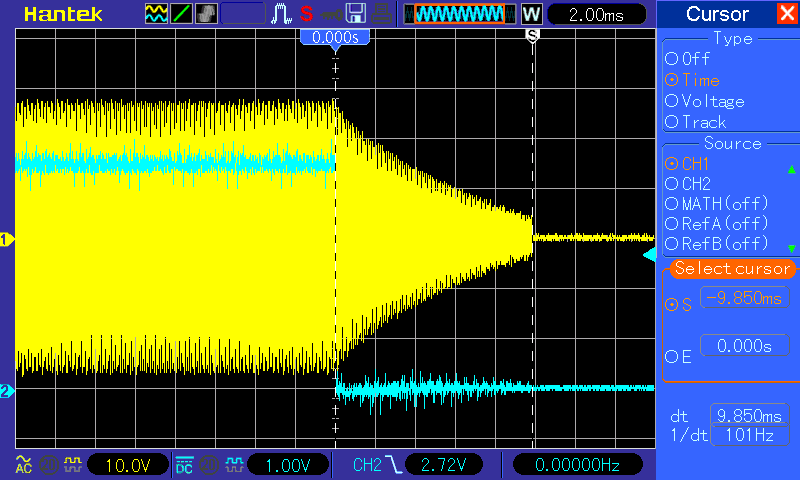 Hantek S W 2.00ms
0.000s
S
1
2
AC 20 10.0V DC 20 1.00V CH2 2.72V 0.00000Hz
Cursor X
Type
Off
Time
Voltage
Track
Source
CH1
CH2
MATH(off)
RefA(off)
RefB(off)
Select cursor
S -9.850ms
E 0.000s
dt 9.850ms
1/dt 101Hz